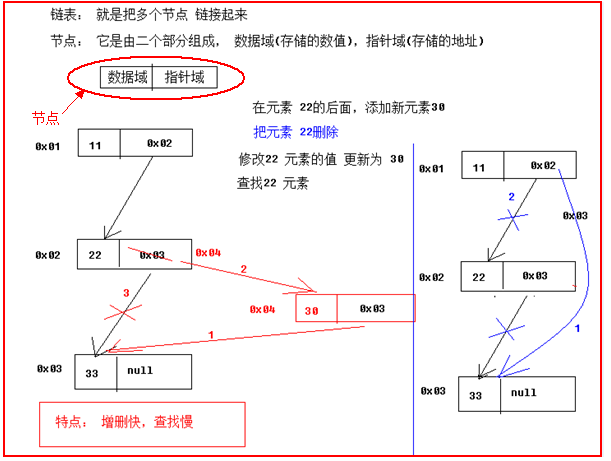 链表： 就是把多个节点 链接起来
节点： 它是由二个部分组成， 数据域(存储的数值)，指针域(存储的地址)
数据域 指针域
节点
在元素 22的后面，添加新元素30
把元素 22删除
修改22 元素的值 更新为 30
查找22 元素
0x01 11 0x02
0x02 22 0x03 0x04
2
3
0x04 30 0x03
1
0x03 33 null
特点： 增删快，查找慢
0x01 11 0x02
2
0x03
0x02 22 0x03
1
0x03 33 null